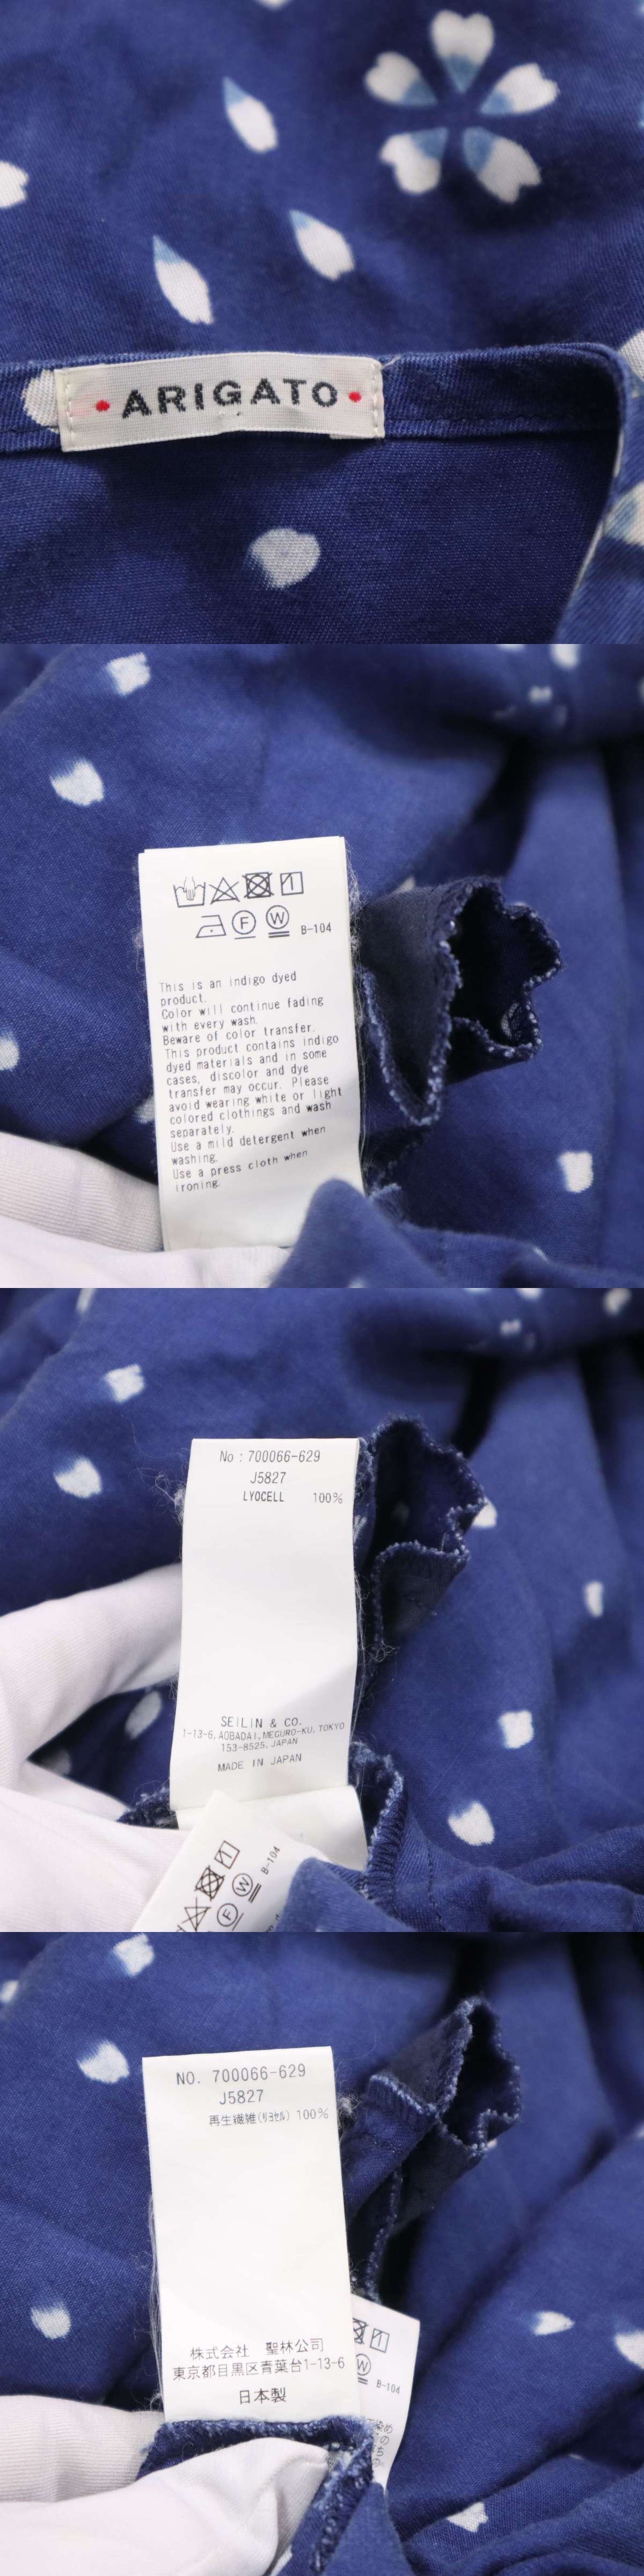 ARIGATO
B-104
This is an indigo dyed
product.
Color will continue fading
with every wash.
Beware of color transfer.
This product contains indigo
dyed materials and in some
cases, discolor and dye
transfer may occur. Please
avoid wearing white or light
colored clothings and wash
separately.
Use a mild detergent when
washing.
Use a press cloth when
ironing.
No : 700066-629
J5827
LYOCELL 100%
SEILIN & CO.
1-13-6, AOBADAI, MEGURO-KU, TOKYO
153-8525, JAPAN
MADE IN JAPAN
B-104
NO. 700066-629
J5827
再生繊維(リヨセル) 100%
株式会社 聖林公司
東京都目黒区青葉台1-13-6
日本製
B-104